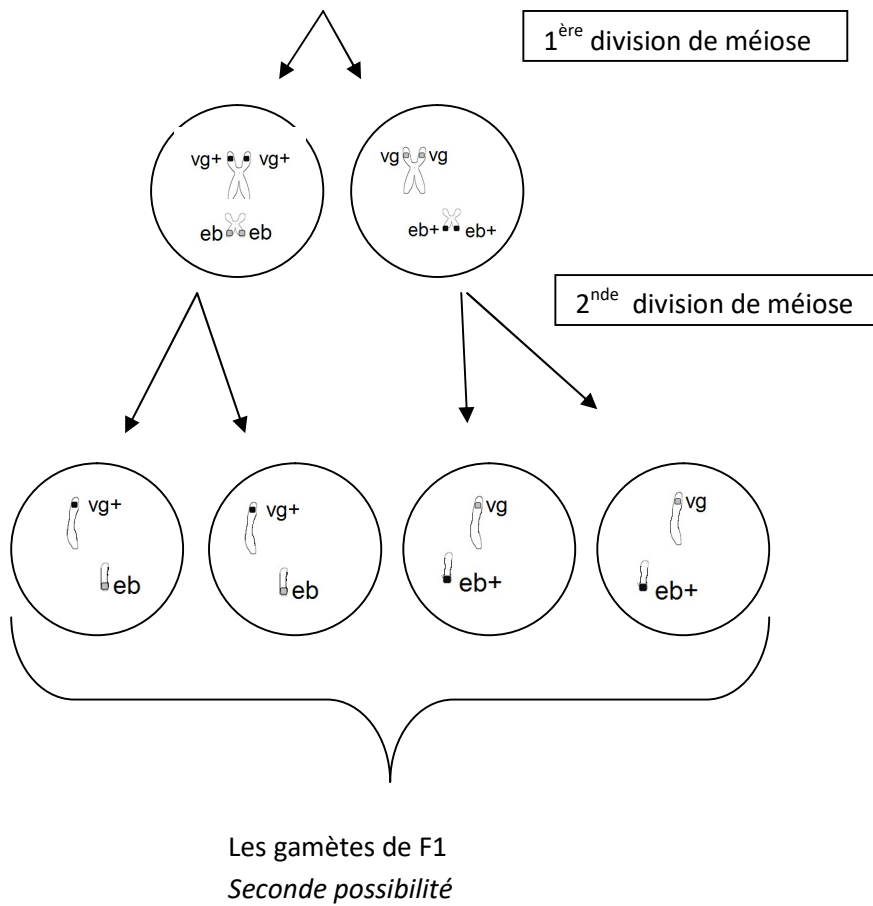 1ère division de méiose
vg+ vg+
vg vg
eb eb
eb+ eb+
2nde division de méiose
vg+
vg+
vg
vg
eb
eb
eb+
eb+
Les gamètes de F1
Seconde possibilité